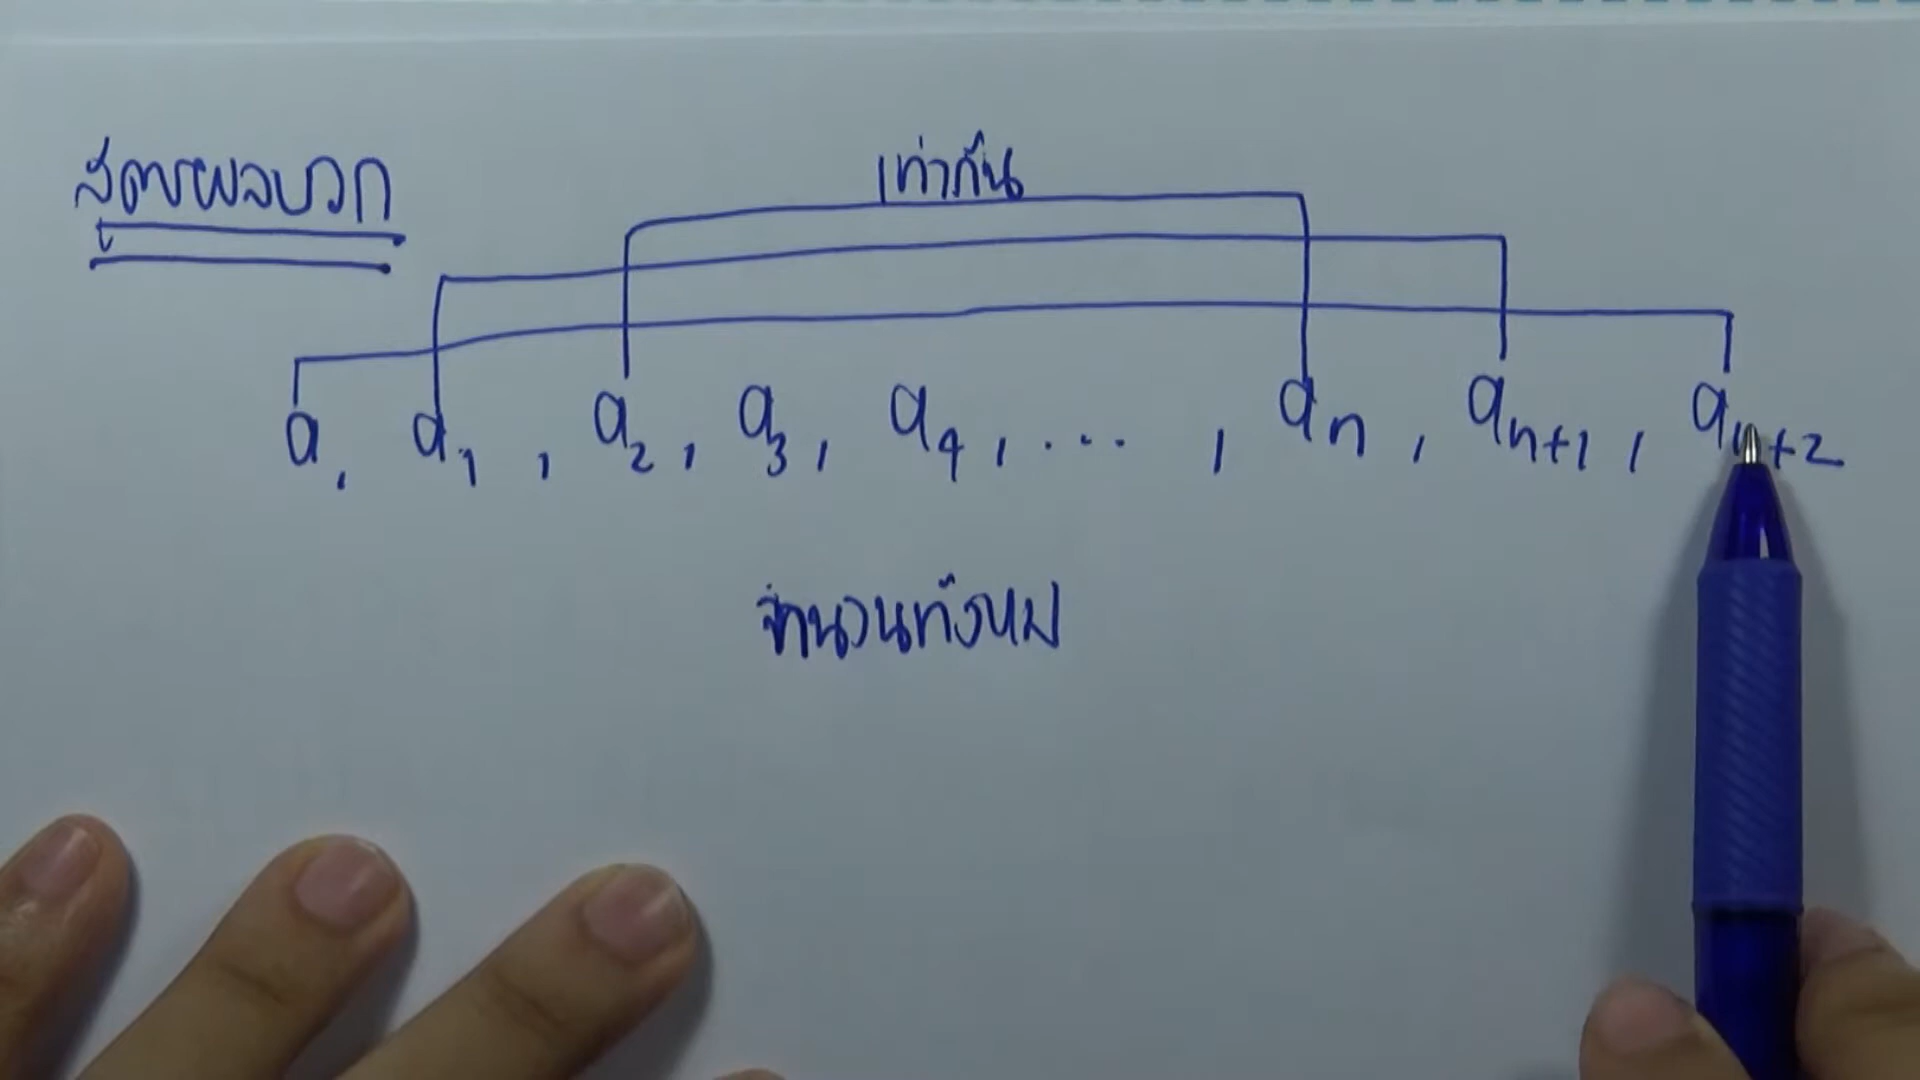 สูตรผลบวก
เท่ากัน
a, a₁, a₂, a₃, a₄, ..., aₙ, aₙ₊₁, aₙ₊₂
จำนวนทั้งหม